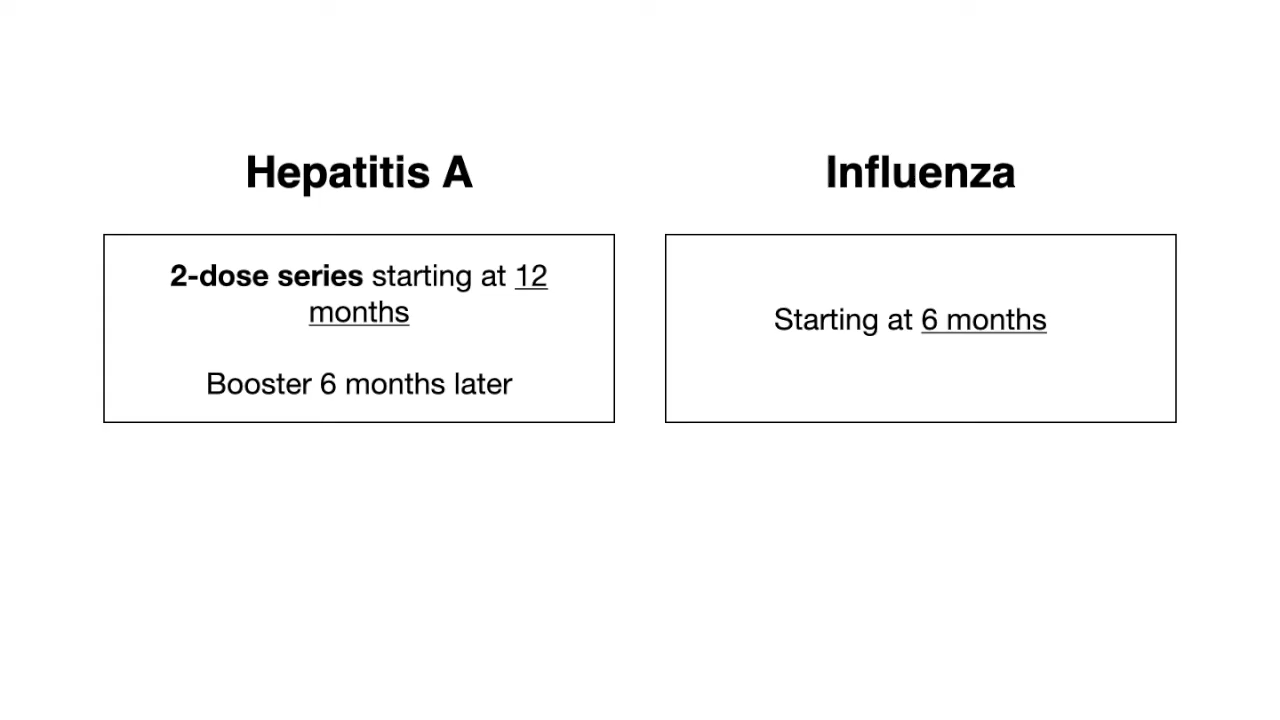 Hepatitis A
2-dose series starting at 12
months
Booster 6 months later
Influenza
Starting at 6 months